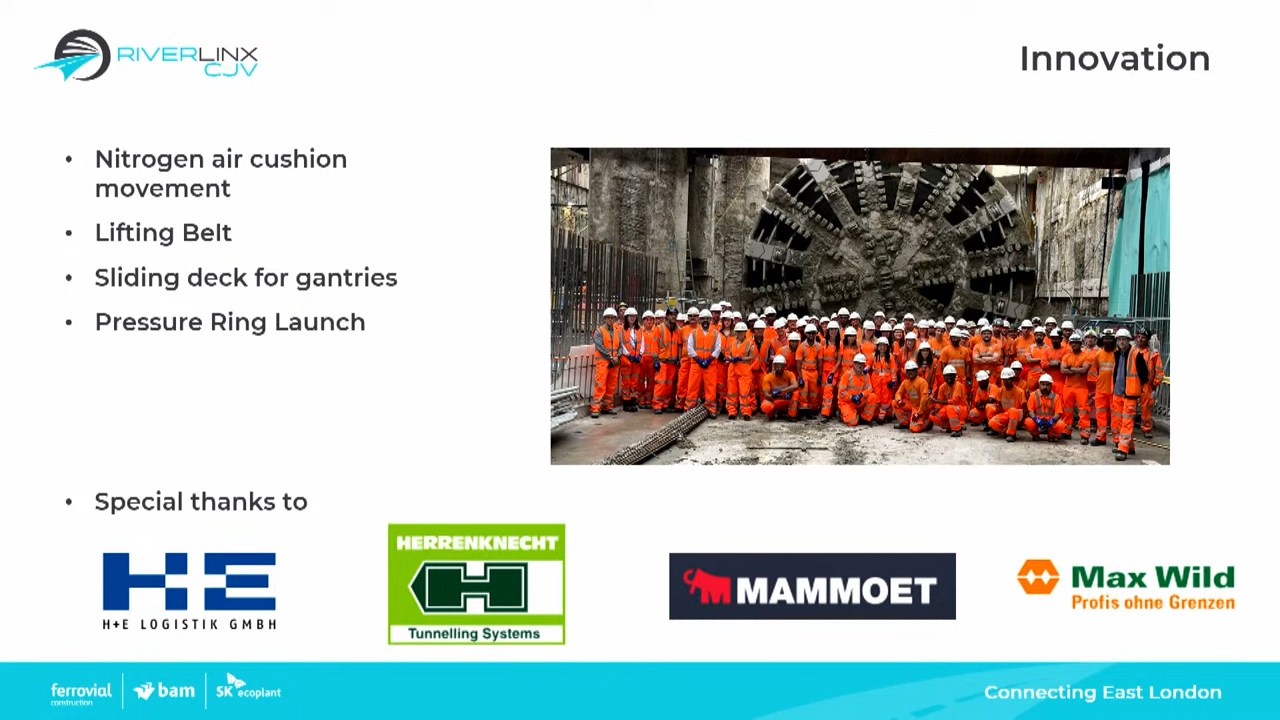 RIVERLINX
CJV
Innovation
• Nitrogen air cushion
movement
• Lifting Belt
• Sliding deck for gantries
• Pressure Ring Launch
• Special thanks to
HE
H+E LOGISTIK GMBH
HERRENKNECHT
H
Tunnelling Systems
MAMMOET
Max Wild
Profis ohne Grenzen
ferrovial
construction
bam
SK ecoplant
Connecting East London